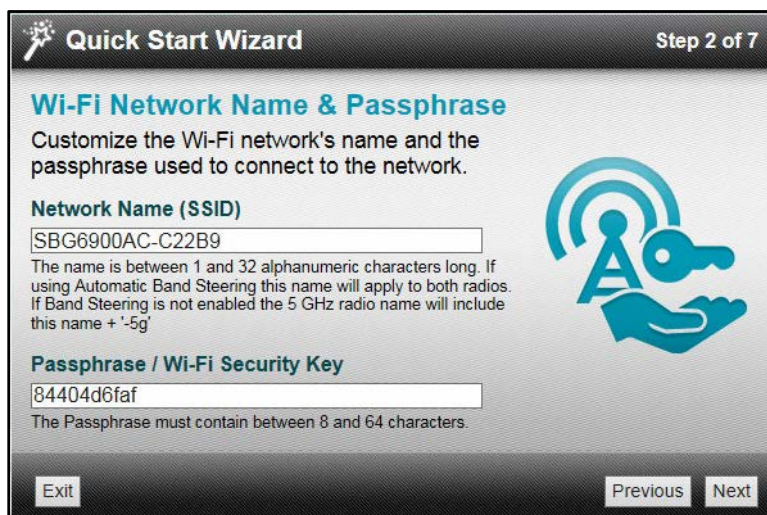 Quick Start Wizard
Step 2 of 7
Wi-Fi Network Name & Passphrase
Customize the Wi-Fi network's name and the
passphrase used to connect to the network.
Network Name (SSID)
SBG6900AC-C22B9
The name is between 1 and 32 alphanumeric characters long. If
using Automatic Band Steering this name will apply to both radios.
If Band Steering is not enabled the 5 GHz radio name will include
this name + '-5g'
Passphrase / Wi-Fi Security Key
84404d6faf
The Passphrase must contain between 8 and 64 characters.
Exit
Previous
Next